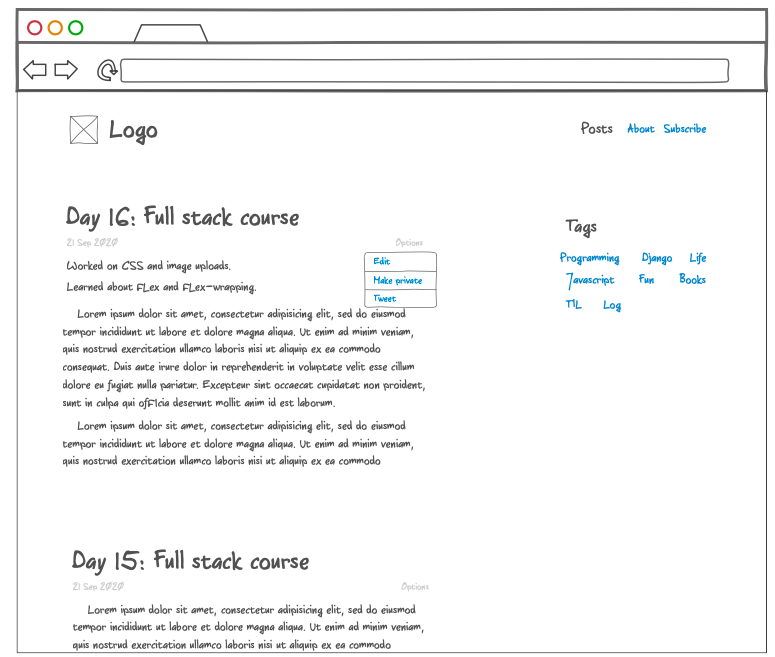 Logo
Posts About Subscribe
Day 16: Full stack course
21 Sep 2020
Options
Worked on CSS and image uploads.
Learned about FLex and FLex-wrapping.
Edit
Make private
Tweet
Lorem ipsum dolor sit amet, consectetur adipisicing elit, sed do eiusmod
tempor incididunt ut labore et dolore magna aliqua. Ut enim ad minim veniam,
quis nostrud exercitation ullamco laboris nisi ut aliquip ex ea commodo
consequat. Duis aute irure dolor in reprehenderit in voluptate velit esse cillum
dolore eu fugiat nulla pariatur. Excepteur sint occaecat cupidatat non proident,
sunt in culpa qui ofFicia deserunt mollit anim id est laborum.
Lorem ipsum dolor sit amet, consectetur adipisicing elit, sed do eiusmod
tempor incididunt ut labore et dolore magna aliqua. Ut enim ad minim veniam,
quis nostrud exercitation ullamco laboris nisi ut aliquip ex ea commodo
Day 15: Full stack course
21 Sep 2020
Options
Lorem ipsum dolor sit amet, consectetur adipisicing elit, sed do eiusmod
tempor incididunt ut labore et dolore magna aliqua. Ut enim ad minim veniam,
quis nostrud exercitation ullamco laboris nisi ut aliquip ex ea commodo
Tags
Programming Django Life
Javascript Fun Books
TIL Log